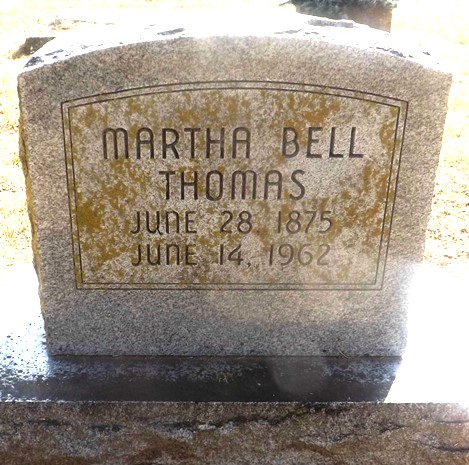 MARTHA BELL
THOMAS
JUNE 28 1875
JUNE 14, 1962